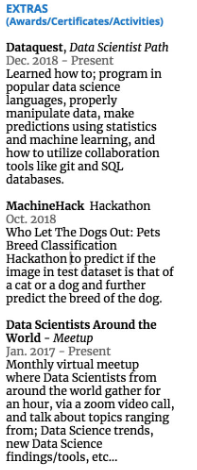 EXTRAS
(Awards/Certificates/Activities)
Dataquest, Data Scientist Path
Dec. 2018 - Present
Learned how to; program in
popular data science
languages, properly
manipulate data, make
predictions using statistics
and machine learning, and
how to utilize collaboration
tools like git and SQL
databases.
MachineHack Hackathon
Oct. 2018
Who Let The Dogs Out: Pets
Breed Classification
Hackathon to predict if the
image in test dataset is that of
a cat or a dog and further
predict the breed of the dog.
Data Scientists Around the
World - Meetup
Jan. 2017 - Present
Monthly virtual meetup
where Data Scientists from
around the world gather for
an hour, via a zoom video call,
and talk about topics ranging
from; Data Science trends,
new Data Science
findings/tools, etc...